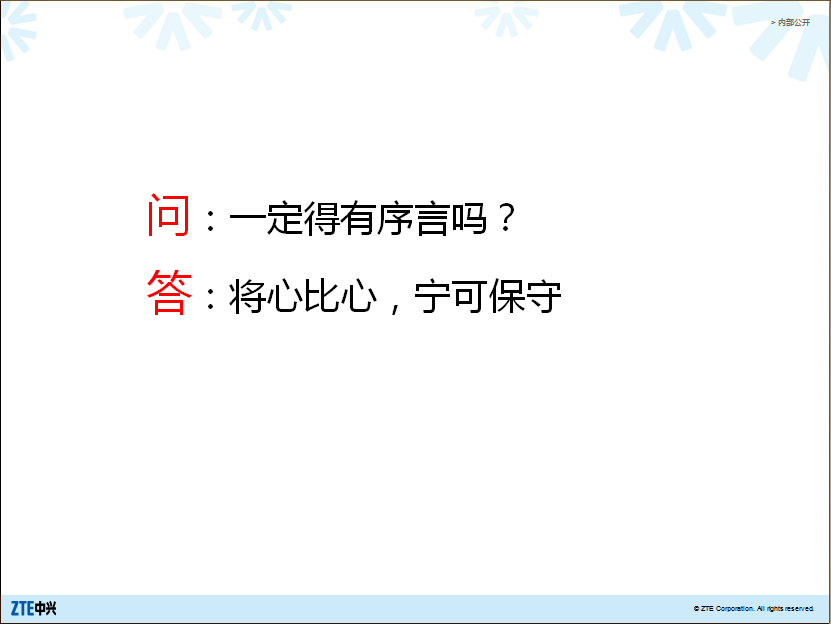 > 内部公开
问：一定得有序言吗？
答：将心比心，宁可保守
ZTE中兴
© ZTE Corporation. All rights reserved.